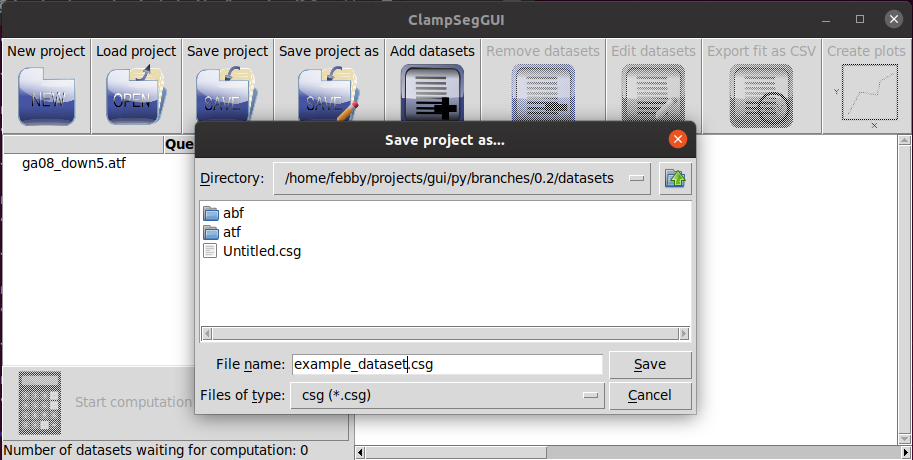 ClampSegGUI
New project Load project Save project Save project as Add datasets Remove datasets Edit datasets Export fit as CSV Create plots
NEW OPEN SAVE SAVE Y
X
Save project as...
Que
ga08_down5.atf
Directory: /home/febby/projects/gui/py/branches/0.2/datasets
abf
atf
Untitled.csg
File name: example_dataset.csg Save
Files of type: csg (*.csg) Cancel
Start computation
Number of datasets waiting for computation: 0